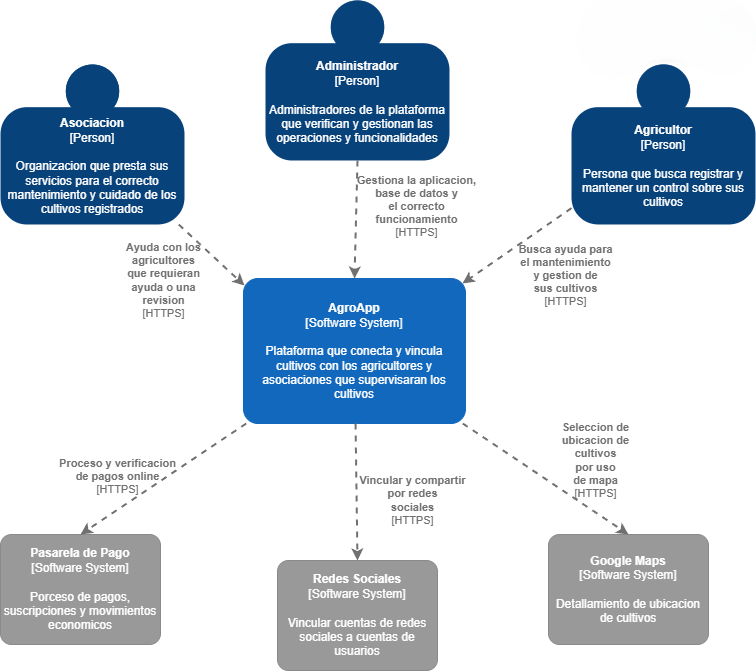 Administrador
[Person]
Administradores de la plataforma
que verifican y gestionan las
operaciones y funcionalidades
Asociacion
[Person]
Organizacion que presta sus
servicios para el correcto
mantenimiento y cuidado de los
cultivos registrados
Agricultor
[Person]
Persona que busca registrar y
mantener un control sobre sus
cultivos
Gestiona la aplicacion,
base de datos y
el correcto
funcionamiento
[HTTPS]
Ayuda con los
agricultores
que requieran
ayuda o una
revision
[HTTPS]
Busca ayuda para
el mantenimiento
y gestion de
sus cultivos
[HTTPS]
AgroApp
[Software System]
Plataforma que conecta y vincula
cultivos con los agricultores y
asociaciones que supervisaran los
cultivos
Proceso y verificacion
de pagos online
[HTTPS]
Vincular y compartir
por redes
sociales
[HTTPS]
Seleccion de
ubicacion de
cultivos
por uso
de mapa
[HTTPS]
Pasarela de Pago
[Software System]
Porceso de pagos,
suscripciones y movimientos
economicos
Redes Sociales
[Software System]
Vincular cuentas de redes
sociales a cuentas de
usuarios
Google Maps
[Software System]
Detallamiento de ubicacion
de cultivos